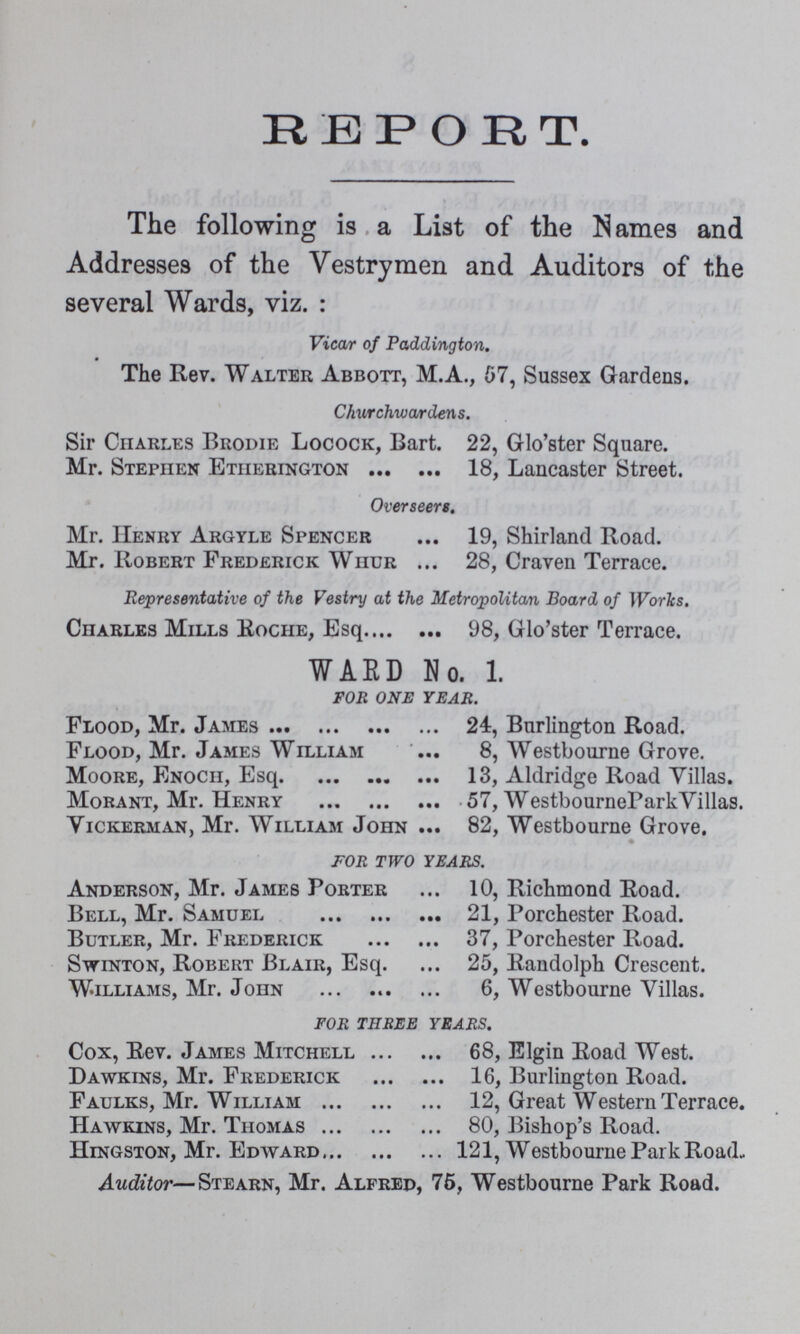 REPORT.
The following is a List of the Names and
Addresses of the Vestrymen and Auditors of the
several Wards, viz. :
Vicar of Paddington.
The Rev. WALTER ABBOTT, M.A., 57, Sussex Gardens.
Churchwardens.
Sir CHARLES BRODIE LOCOCK, Bart. 22, Glo'ster Square.
Mr. STEPHEN ETHERINGTON ... ... 18, Lancaster Street.
Overseers.
Mr. HENRY ARGYLE SPENCER ... 19, Shirland Road.
Mr. ROBERT FREDERICK WHUR ... 28, Craven Terrace.
Representative of the Vestry at the Metropolitan Board of Works.
CHARLES MILLS ROCHE, Esq.... ... 98, Glo'ster Terrace.
WARD No. 1.
FOR ONE YEAR.
FLOOD, Mr. JAMES ... ... ... ... 24, Burlington Road.
FLOOD, Mr. JAMES WILLIAM ... 8, Westbourne Grove.
MOORE, ENOCH, Esq. ... ... ... 13, Aldridge Road Villas.
MORANT, Mr. HENRY ... ... ... 57, WestbourneParkVillas.
VICKERMAN, Mr. WILLIAM JOHN ... 82, Westbourne Grove.
FOR TWO YEARS.
ANDERSON, Mr. JAMES PORTER ... 10, Richmond Road.
BELL, Mr. SAMUEL ... ... ... 21, Porchester Road.
BUTLER, Mr. FREDERICK ... ... 37, Porchester Road.
SWINTON, ROBERT BLAIR, Esq. ... 25, Randolph Crescent.
WILLIAMS, Mr. JOHN ... ... ... 6, Westbourne Villas.
FOR THREE YEARS.
COX, Rev. JAMES MITCHELL ... ... 68, Elgin Road West.
DAWKINS, Mr. FREDERICK ... ... 16, Burlington Road.
FAULKS, Mr. WILLIAM ... ... ... 12, Great Western Terrace.
HAWKINS, Mr. THOMAS ... ... ... 80, Bishop's Road.
HINGSTON, Mr. EDWARD... ... ... 121, Westbourne Park Road.
Auditor—STEARN, Mr. ALFRED, 75, Westbourne Park Road.